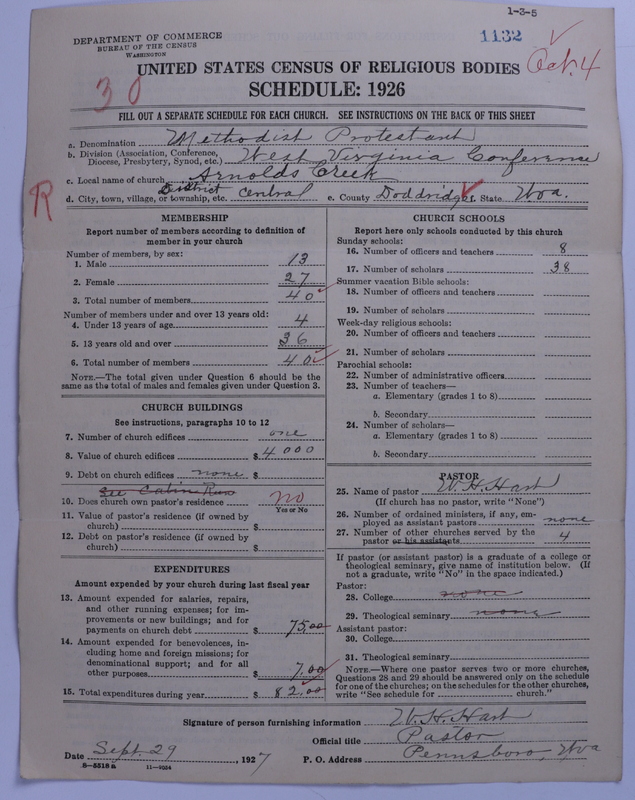 1-3-5
1132
Oct. 4
DEPARTMENT OF COMMERCE
BUREAU OF THE CENSUS
WASHINGTON
30
UNITED STATES CENSUS OF RELIGIOUS BODIES
SCHEDULE: 1926
FILL OUT A SEPARATE SCHEDULE FOR EACH CHURCH. SEE INSTRUCTIONS ON THE BACK OF THIS SHEET
a. Denomination Methodist Protestant
b. Division (Association, Conference, Diocese, Presbytery, Synod, etc.) West Virginia Conference
c. Local name of church Arnolds Creek
R
d. City, town, village, or township, etc. District Central e. County Doddridge f. State Wva.
MEMBERSHIP
Report number of members according to definition of
member in your church
Number of members, by sex:
1. Male 13
2. Female 27
3. Total number of members 40
Number of members under and over 13 years old:
4. Under 13 years of age 4
5. 13 years old and over 36
6. Total number of members 40
NOTE.—The total given under Question 6 should be the
same as the total of males and females given under Question 3.
CHURCH BUILDINGS
See instructions, paragraphs 10 to 12
7. Number of church edifices one
8. Value of church edifices $4000
9. Debt on church edifices none $
See Cabin Run
10. Does church own pastor's residence no
Yes or No
11. Value of pastor's residence (if owned by
church) $
12. Debt on pastor's residence (if owned by
church) $
EXPENDITURES
Amount expended by your church during last fiscal year
13. Amount expended for salaries, repairs,
and other running expenses; for im-
provements or new buildings; and for
payments on church debt $ 75.00
14. Amount expended for benevolences, in-
cluding home and foreign missions; for
denominational support; and for all
other purposes $ 7.00
15. Total expenditures during year $ 82.00
CHURCH SCHOOLS
Report here only schools conducted by this church
Sunday schools:
16. Number of officers and teachers 8
17. Number of scholars 38
Summer vacation Bible schools:
18. Number of officers and teachers
19. Number of scholars
Week-day religious schools:
20. Number of officers and teachers
21. Number of scholars
Parochial schools:
22. Number of administrative officers
23. Number of teachers—
a. Elementary (grades 1 to 8)
b. Secondary
24. Number of scholars—
a. Elementary (grades 1 to 8)
b. Secondary
PASTOR
25. Name of pastor W. H. Hart
(If church has no pastor, write "None")
26. Number of ordained ministers, if any, em-
ployed as assistant pastors none
27. Number of other churches served by the
pastor or his assistants 4
If pastor (or assistant pastor) is a graduate of a college or
theological seminary, give name of institution below. (If
not a graduate, write "No" in the space indicated.)
Pastor:
28. College none
29. Theological seminary none
Assistant pastor:
30. College
31. Theological seminary
NOTE.—Where one pastor serves two or more churches,
Questions 28 and 29 should be answered only on the schedule
for one of the churches; on the schedules for the other churches,
write "See schedule for church."
Signature of person furnishing information W. H. Hart
Official title Pastor
Date Sept. 29, 1927 P. O. Address Pennsboro, Wva
8—5518a 11—9024